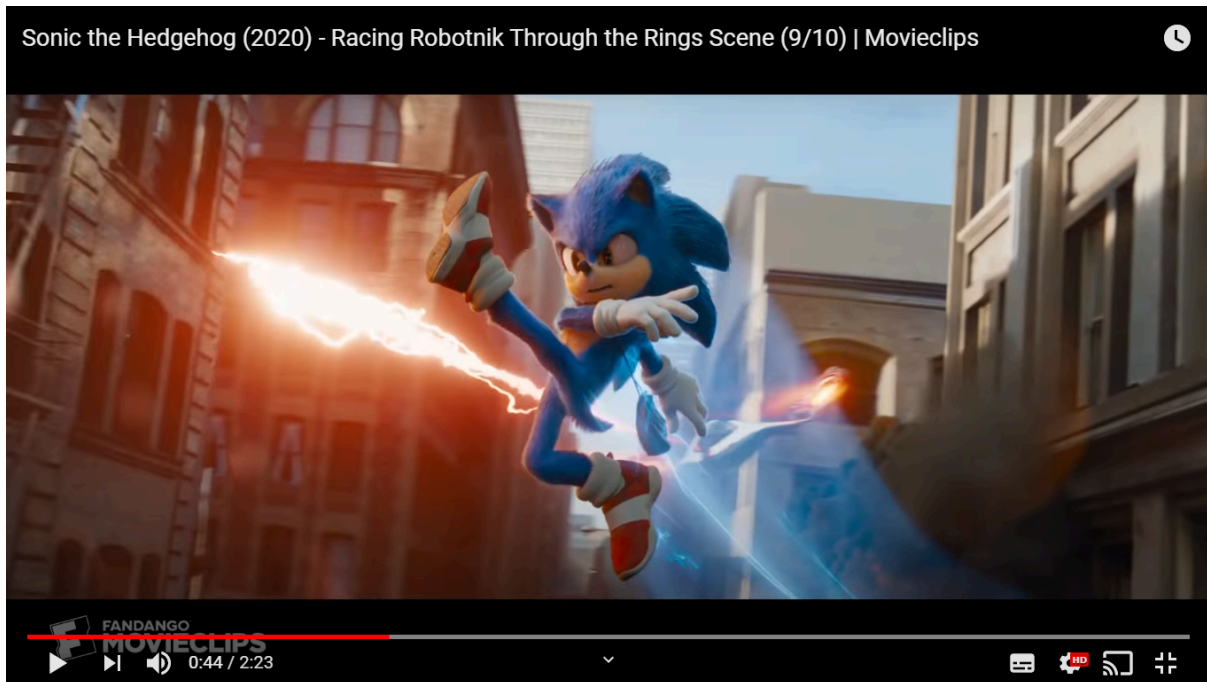 Sonic the Hedgehog (2020) - Racing Robotnik Through the Rings Scene (9/10) | Movieclips
FANDANGO
MOVIECLIPS
0:44 / 2:23
HD